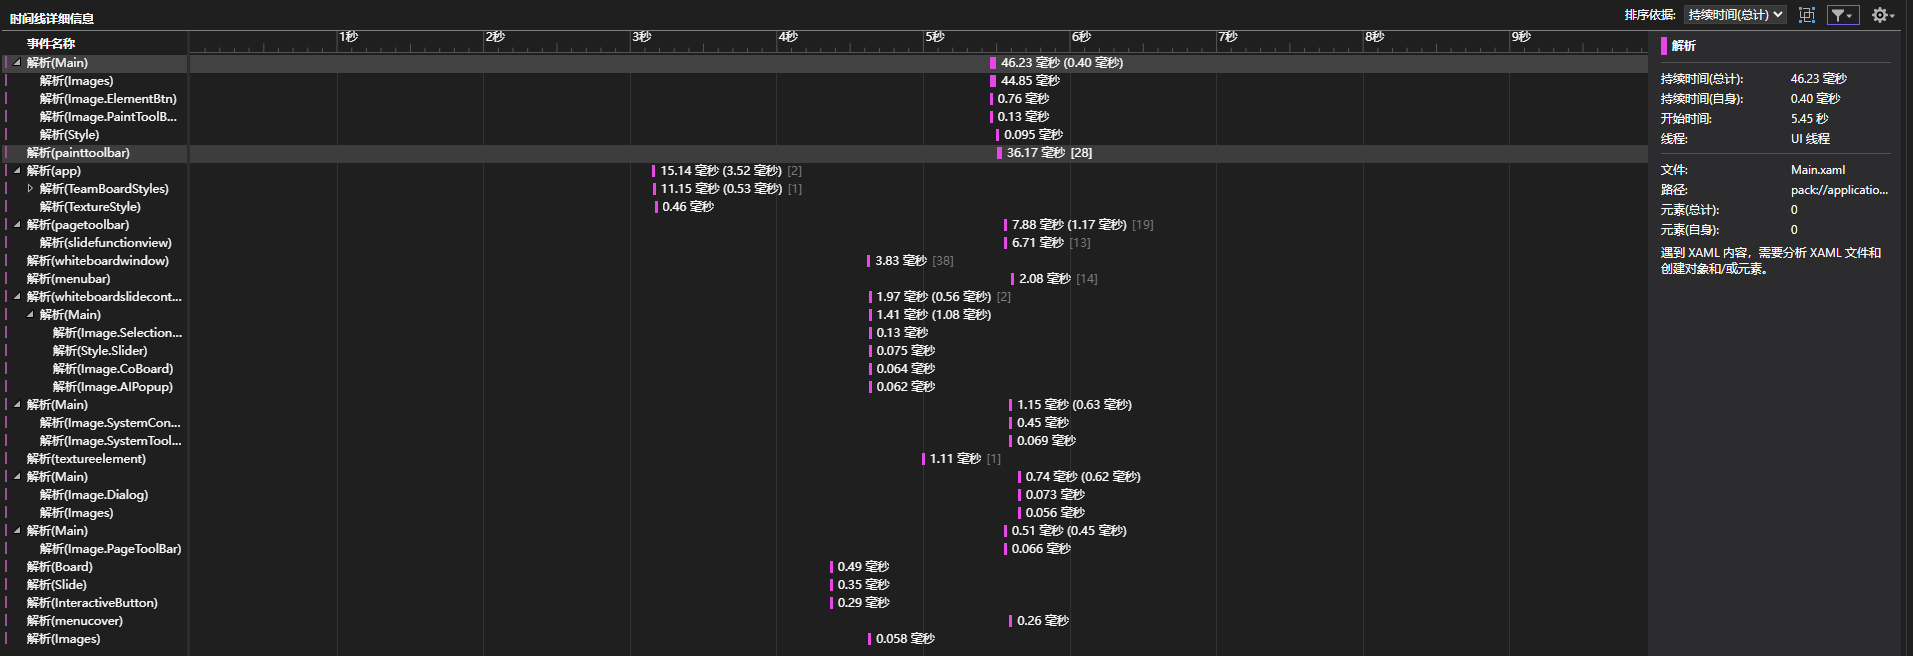 时间线详细信息
排序依据: 持续时间(总计)
事件名称 1秒 2秒 3秒 4秒 5秒 6秒 7秒 8秒 9秒
解析(Main) 46.23 毫秒 (0.40 毫秒)
解析(Images) 44.85 毫秒
解析(Image.ElementBtn) 0.76 毫秒
解析(Image.PaintToolB... 0.13 毫秒
解析(Style) 0.095 毫秒
解析(painttoolbar) 36.17 毫秒 [28]
解析(app) 15.14 毫秒 (3.52 毫秒) [2]
解析(TeamBoardStyles) 11.15 毫秒 (0.53 毫秒) [1]
解析(TextureStyle) 0.46 毫秒
解析(pagetoolbar) 7.88 毫秒 (1.17 毫秒) [19]
解析(slidefunctionview) 6.71 毫秒 [13]
解析(whiteboardwindow) 3.83 毫秒 [38]
解析(menubar) 2.08 毫秒 [14]
解析(whiteboardslidecont... 1.97 毫秒 (0.56 毫秒) [2]
解析(Main) 1.41 毫秒 (1.08 毫秒)
解析(Image.Selection... 0.13 毫秒
解析(Style.Slider) 0.075 毫秒
解析(Image.CoBoard) 0.064 毫秒
解析(Image.AIPopup) 0.062 毫秒
解析(Main) 1.15 毫秒 (0.63 毫秒)
解析(Image.SystemCon... 0.45 毫秒
解析(Image.SystemTool... 0.069 毫秒
解析(textureelement) 1.11 毫秒 [1]
解析(Main) 0.74 毫秒 (0.62 毫秒)
解析(Image.Dialog) 0.073 毫秒
解析(Images) 0.056 毫秒
解析(Main) 0.51 毫秒 (0.45 毫秒)
解析(Image.PageToolBar) 0.066 毫秒
解析(Board) 0.49 毫秒
解析(Slide) 0.35 毫秒
解析(InteractiveButton) 0.29 毫秒
解析(menucover) 0.26 毫秒
解析(Images) 0.058 毫秒
解析
持续时间(总计): 46.23 毫秒
持续时间(自身): 0.40 毫秒
开始时间: 5.45 秒
线程: UI 线程
文件: Main.xaml
路径: pack://applicatio...
元素(总计): 0
元素(自身): 0
遇到 XAML 内容，需要分析 XAML 文件和
创建对象和/或元素。